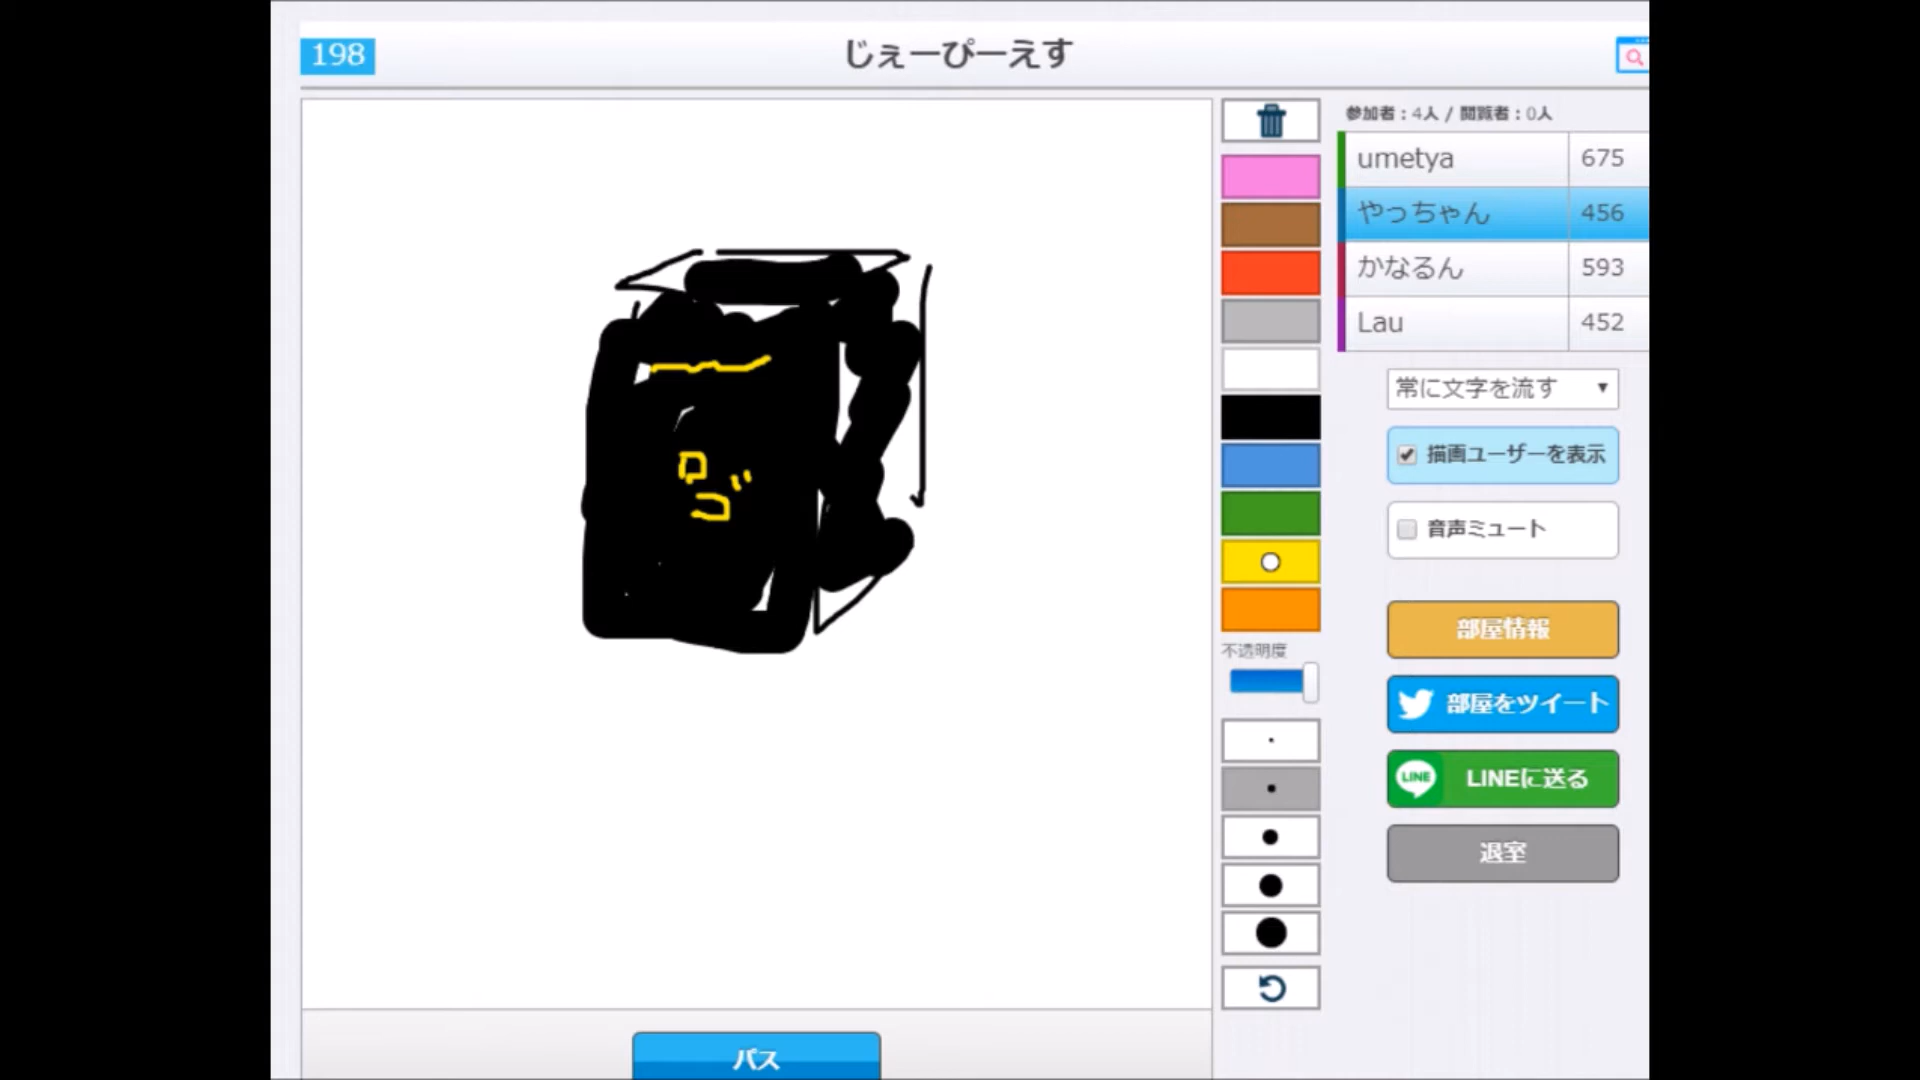 198
じぇーぴーえす
参加者：4人 / 閲覧者：0人
umetya 675
やっちゃん 456
かなるん 593
Lau 452
常に文字を流す
描画ユーザーを表示
音声ミュート
ロ
ゴ
部屋情報
不透明度
部屋をツイート
LINE LINEに送る
退室
パス